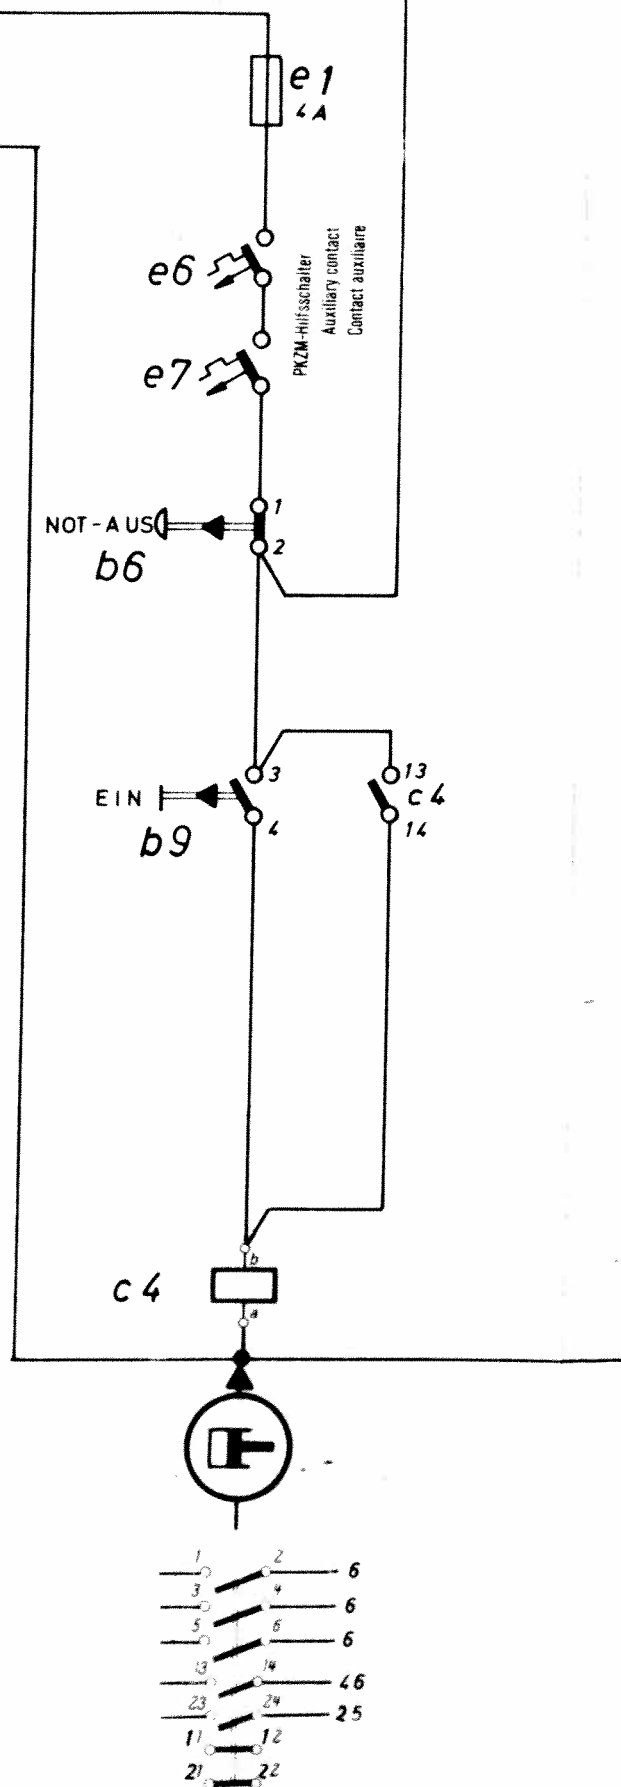 e1
4A
e6
PKZM-Hilfsschalter
Auxiliary contact
Contact auxiliaire
e7
1
NOT-AUS
2
b6
3
13
EIN
c4
4
14
b9
b
c4
a
1
2
6
3
4
6
5
6
6
13
14
46
23
24
25
11
12
21
22